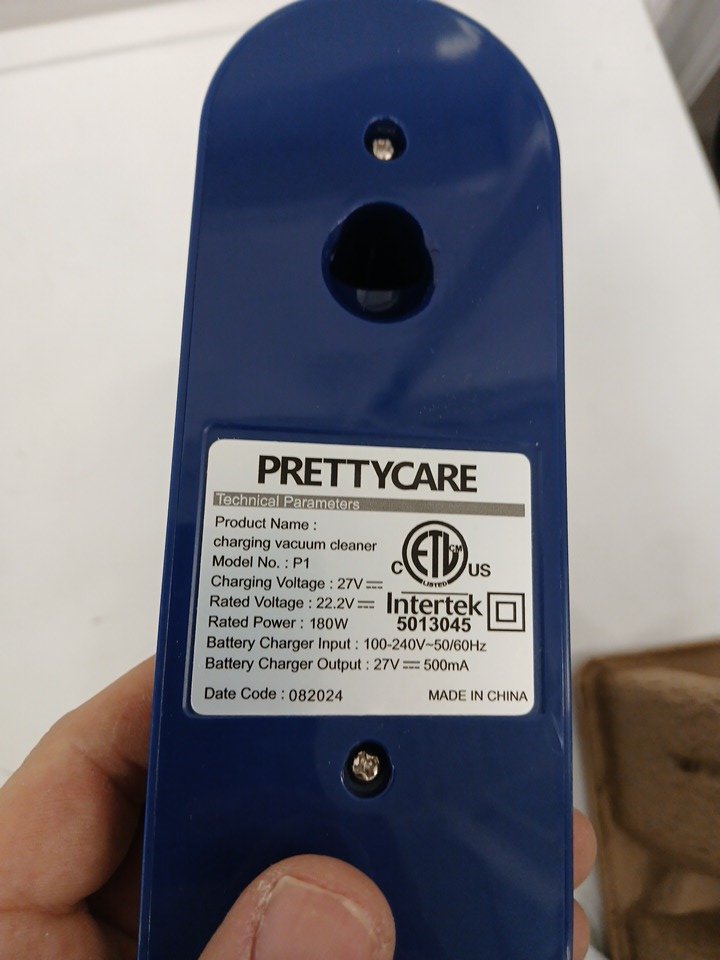 PRETTYCARE
Technical Parameters
Product Name :
charging vacuum cleaner
Model No. : P1
Charging Voltage : 27V⎓
Rated Voltage : 22.2V⎓
Rated Power : 180W
Battery Charger Input : 100-240V~50/60Hz
Battery Charger Output : 27V⎓500mA
Date Code : 082024
MADE IN CHINA
C ETL CM US
LISTED
Intertek
5013045